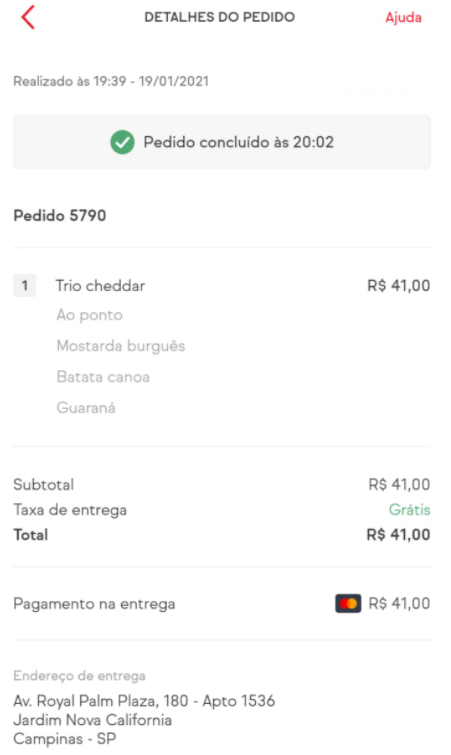 DETALHES DO PEDIDO Ajuda
Realizado às 19:39 - 19/01/2021
Pedido concluído às 20:02
Pedido 5790
1 Trio cheddar R$ 41,00
Ao ponto
Mostarda burguês
Batata canoa
Guaraná
Subtotal R$ 41,00
Taxa de entrega Grátis
Total R$ 41,00
Pagamento na entrega R$ 41,00
Endereço de entrega
Av. Royal Palm Plaza, 180 - Apto 1536
Jardim Nova California
Campinas - SP